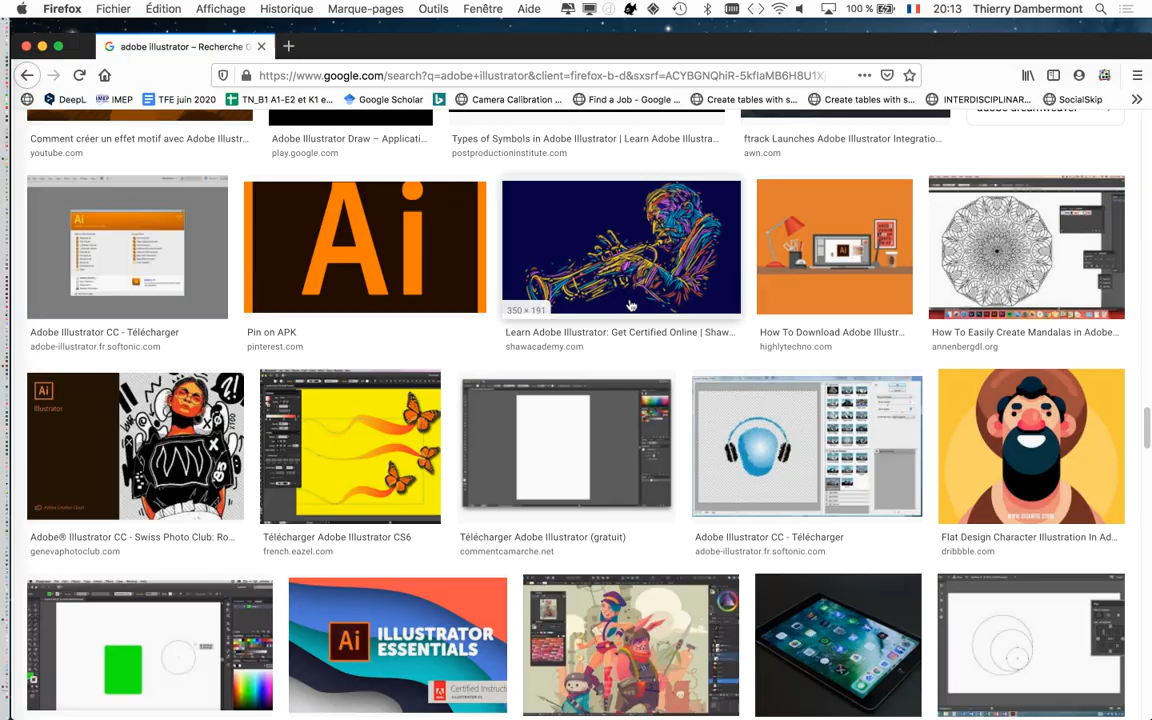 Firefox Fichier Édition Affichage Historique Marque-pages Outils Fenêtre Aide 100 % 20:13 Thierry Dambermont
adobe illustrator – Recherche G
https://www.google.com/search?q=adobe+illustrator&client=firefox-b-d&sxsrf=ACYBGNQhiR-5kfIaMB6H8U1X
DeepL IMEP TFE juin 2020 TN_B1 A1-E2 et K1 e... Google Scholar Camera Calibration ... Find a Job - Google ... Create tables with s... Create tables with s... INTERDISCIPLINAR... SocialSkip
adobe dreamweaver
Comment créer un effet motif avec Adobe Illustr... Adobe Illustrator Draw – Applicati... Types of Symbols in Adobe Illustrator | Learn Adobe Illustra... ftrack Launches Adobe Illustrator Integratio...
youtube.com play.google.com postproductioninstitute.com awn.com
Ai
Ai
Ai
350 × 191
Adobe Illustrator CC - Télécharger Pin on APK Learn Adobe Illustrator: Get Certified Online | Shaw... How To Download Adobe Illustr... How To Easily Create Mandalas in Adobe...
adobe-illustrator.fr.softonic.com pinterest.com shawacademy.com highlytechno.com annenbergdl.org
Ai
Illustrator
Adobe Creative Cloud
Adobe® Illustrator CC - Swiss Photo Club: Ro... Télécharger Adobe Illustrator CS6 Télécharger Adobe Illustrator (gratuit) Adobe Illustrator CC - Télécharger Flat Design Character Illustration In Ad...
genevaphotoclub.com french.eazel.com commentcamarche.net adobe-illustrator.fr.softonic.com dribbble.com
Ai ILLUSTRATOR
ESSENTIALS
Certified Instruc